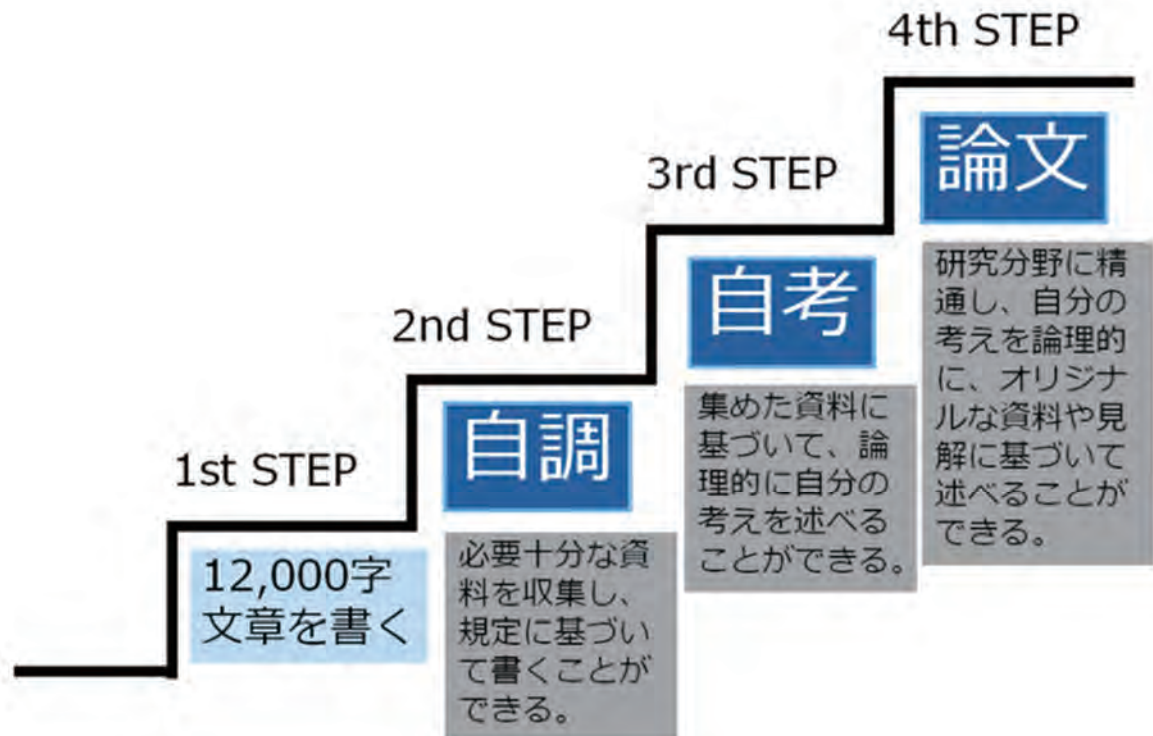 1st STEP
12,000字
文章を書く
2nd STEP
自調
必要十分な資
料を収集し、
規定に基づい
て書くことが
できる。
3rd STEP
自考
集めた資料に
基づいて、論
理的に自分の
考えを述べる
ことができる。
4th STEP
論文
研究分野に精
通し、自分の
考えを論理的
に、オリジナ
ルな資料や見
解に基づいて
述べることが
できる。